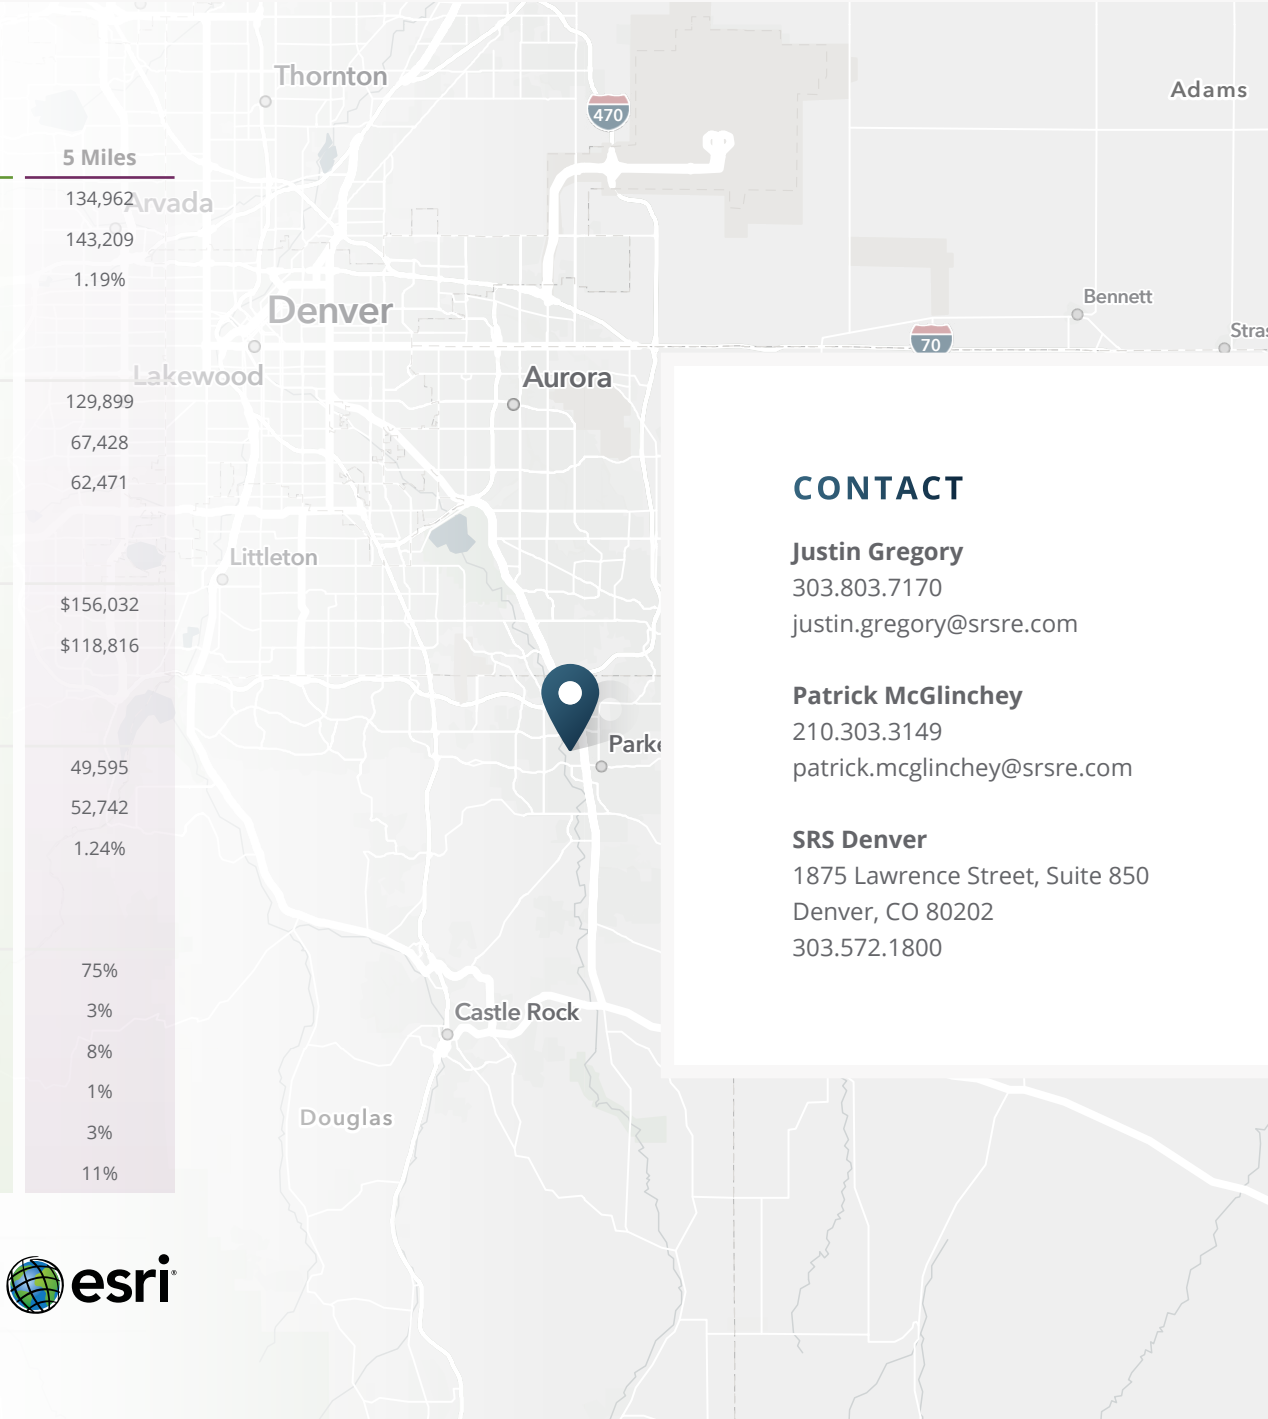 Thornton
470
Adams
5 Miles
134,962
Arvada
143,209
1.19%
Denver
Bennett
70
Lakewood
Aurora
129,899
67,428
62,471
Littleton
$156,032
$118,816
49,595
52,742
1.24%
75%
3%
8%
1%
3%
11%
Castle Rock
Douglas
CONTACT
Justin Gregory
303.803.7170
justin.gregory@srsre.com
Patrick McGlinchey
210.303.3149
patrick.mcglinchey@srsre.com
SRS Denver
1875 Lawrence Street, Suite 850
Denver, CO 80202
303.572.1800
esri®